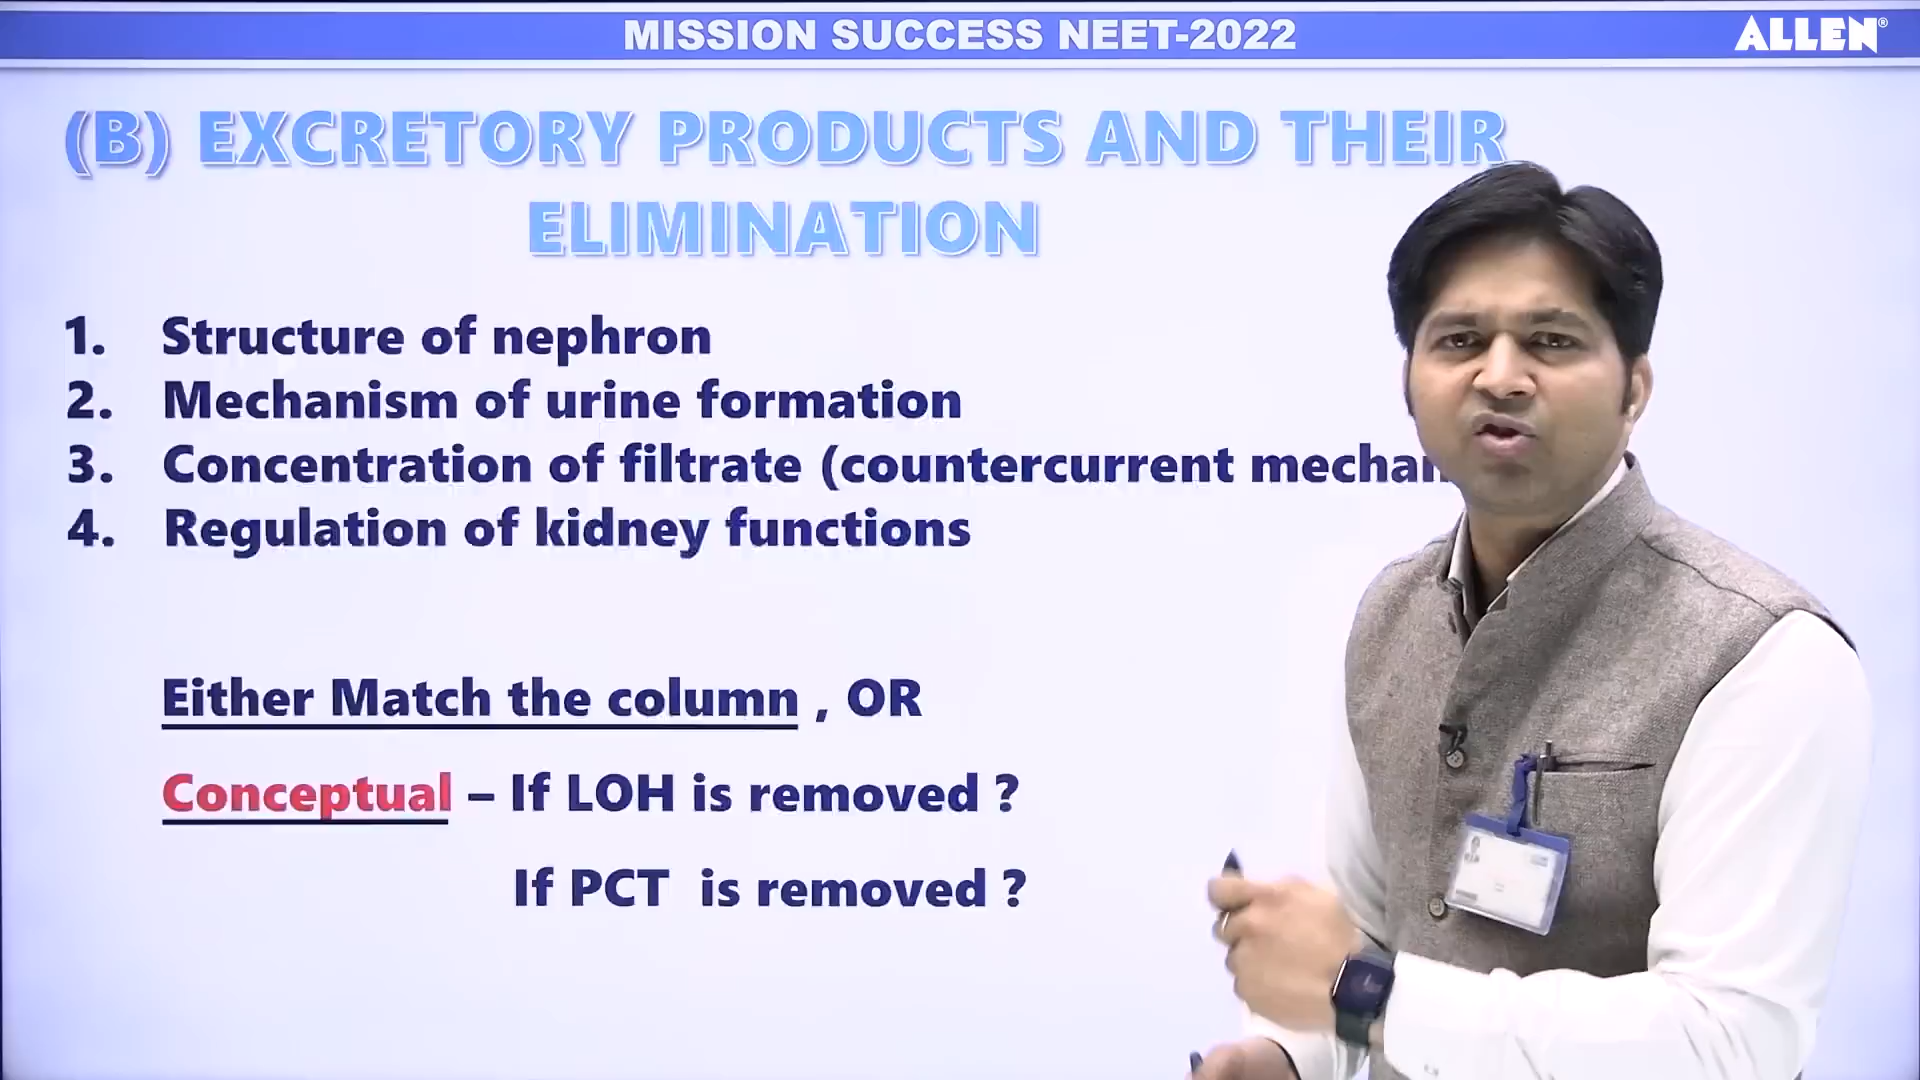 MISSION SUCCESS NEET-2022
ALLEN®
(B) EXCRETORY PRODUCTS AND THEIR
ELIMINATION
1. Structure of nephron
2. Mechanism of urine formation
3. Concentration of filtrate (countercurrent
4. Regulation of kidney functions
Either Match the column , OR
Conceptual – If LOH is removed ?
If PCT is removed ?